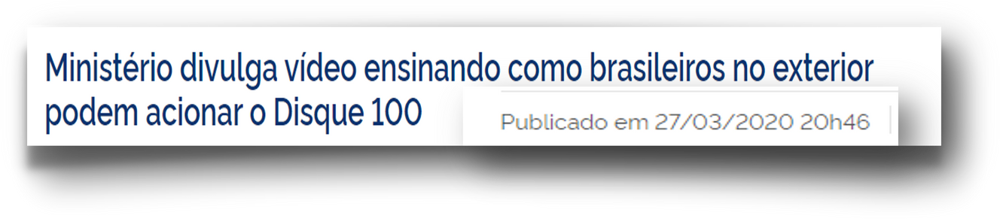 Ministério divulga vídeo ensinando como brasileiros no exterior
podem acionar o Disque 100
Publicado em 27/03/2020 20h46